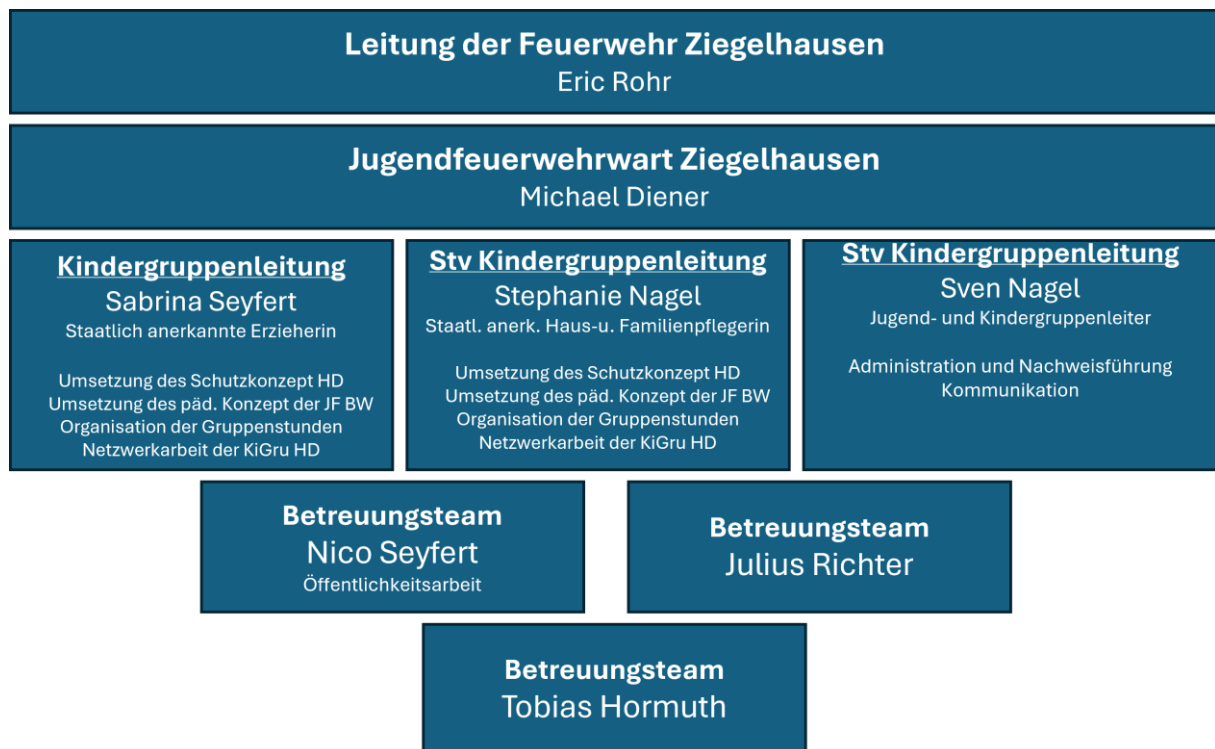 Leitung der Feuerwehr Ziegelhausen
Eric Rohr
Jugendfeuerwehrwart Ziegelhausen
Michael Diener
Kindergruppenleitung
Sabrina Seyfert
Staatlich anerkannte Erzieherin
Umsetzung des Schutzkonzept HD
Umsetzung des päd. Konzept der JF BW
Organisation der Gruppenstunden
Netzwerkarbeit der KiGru HD
Stv Kindergruppenleitung
Stephanie Nagel
Staatl. anerk. Haus-u. Familienpflegerin
Umsetzung des Schutzkonzept HD
Umsetzung des päd. Konzept der JF BW
Organisation der Gruppenstunden
Netzwerkarbeit der KiGru HD
Stv Kindergruppenleitung
Sven Nagel
Jugend- und Kindergruppenleiter
Administration und Nachweisführung
Kommunikation
Betreuungsteam
Nico Seyfert
Öffentlichkeitsarbeit
Betreuungsteam
Julius Richter
Betreuungsteam
Tobias Hormuth